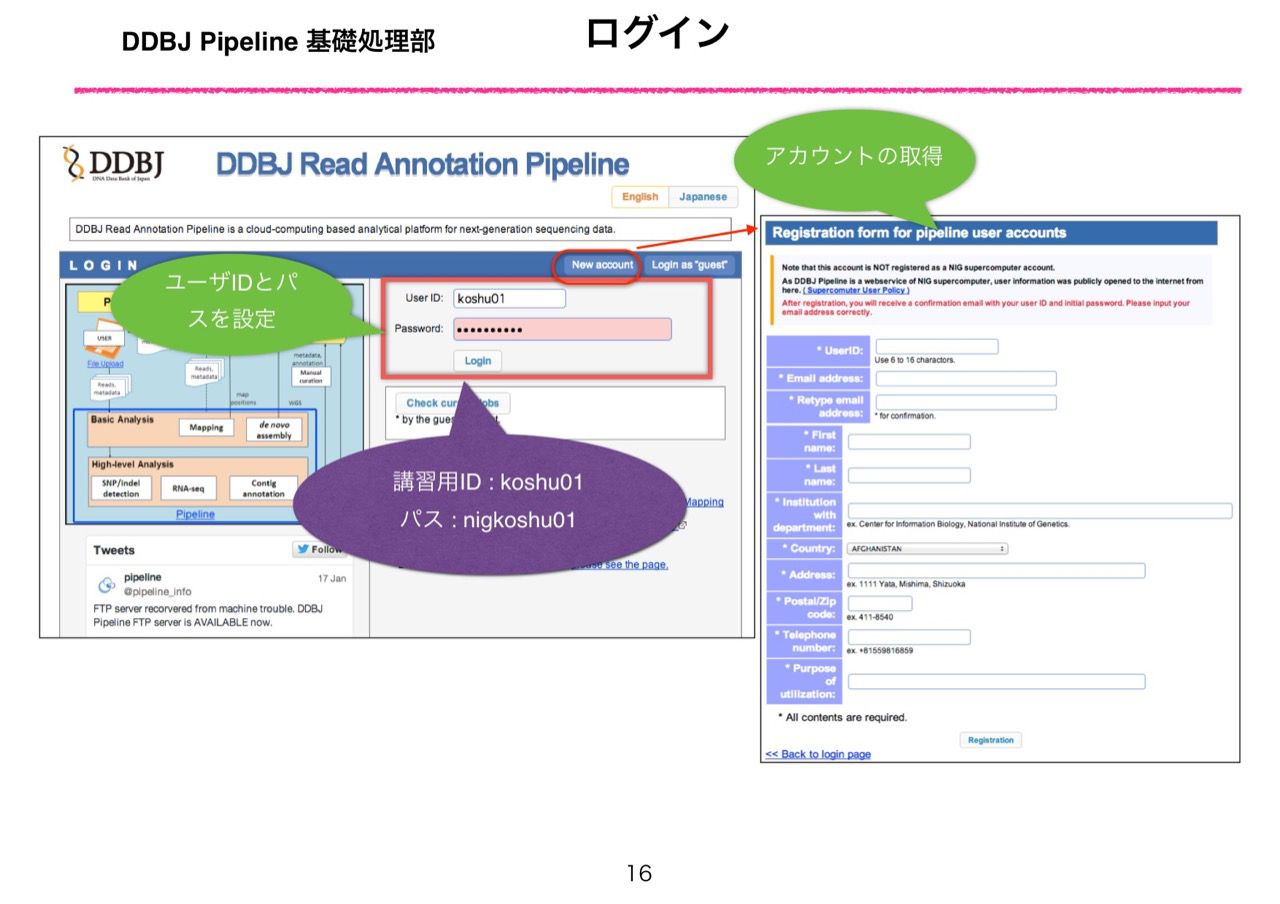 DDBJ Pipeline 基礎処理部
ログイン
DDBJ
DNA Data Bank of Japan
DDBJ Read Annotation Pipeline
English
Japanese
DDBJ Read Annotation Pipeline is a cloud-computing based analytical platform for next-generation sequencing data.
LOGIN
New account
Login as "guest"
ユーザIDとパ
スを設定
USER
File Upload
Reads,
metadata
Reads,
metadata
metadata,
annotation
Manual
curation
map
positions
WGS
Basic Analysis
Mapping
de novo
assembly
High-level Analysis
SNP/indel
detection
RNA-seq
Contig
annotation
Pipeline
User ID:
koshu01
Password:
••••••••••
Login
Check
* by the
講習用ID : koshu01
パス : nigkoshu01
Mapping
see the page.
Tweets
Follow
pipeline
17 Jan
@pipeline_info
FTP server recorvered from machine trouble. DDBJ
Pipeline FTP server is AVAILABLE now.
アカウントの取得
Registration form for pipeline user accounts
Note that this account is NOT registered as a NIG supercomputer account.
As DDBJ Pipeline is a webservice of NIG supercomputer, user information was publicly opened to the internet from
here. ( Supercomuter User Policy )
After registration, you will receive a confirmation email with your user ID and initial password. Please input your
email address correctly.
* UserID:
Use 6 to 16 characters.
* Email address:
* Retype email
address:
* for confirmation.
* First
name:
* Last
name:
* Institution
with
department:
ex. Center for Information Biology, National Institute of Genetics.
* Country:
AFGHANISTAN
* Address:
ex. 1111 Yata, Mishima, Shizuoka
* Postal/Zip
code:
ex. 411-8540
* Telephone
number:
ex. +81559816859
* Purpose
of
utilization:
* All contents are required.
Registration
<< Back to login page
16